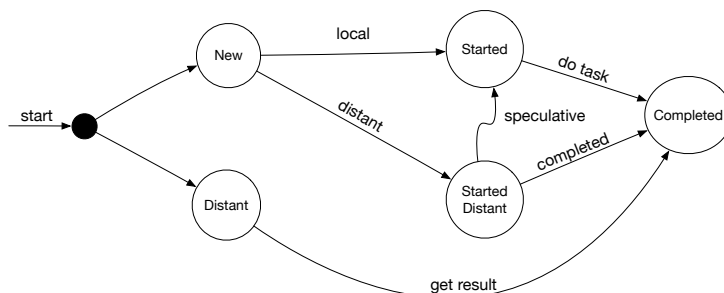 local
New
Started
do task
start
distant
speculative
Completed
completed
Distant
Started
Distant
get result